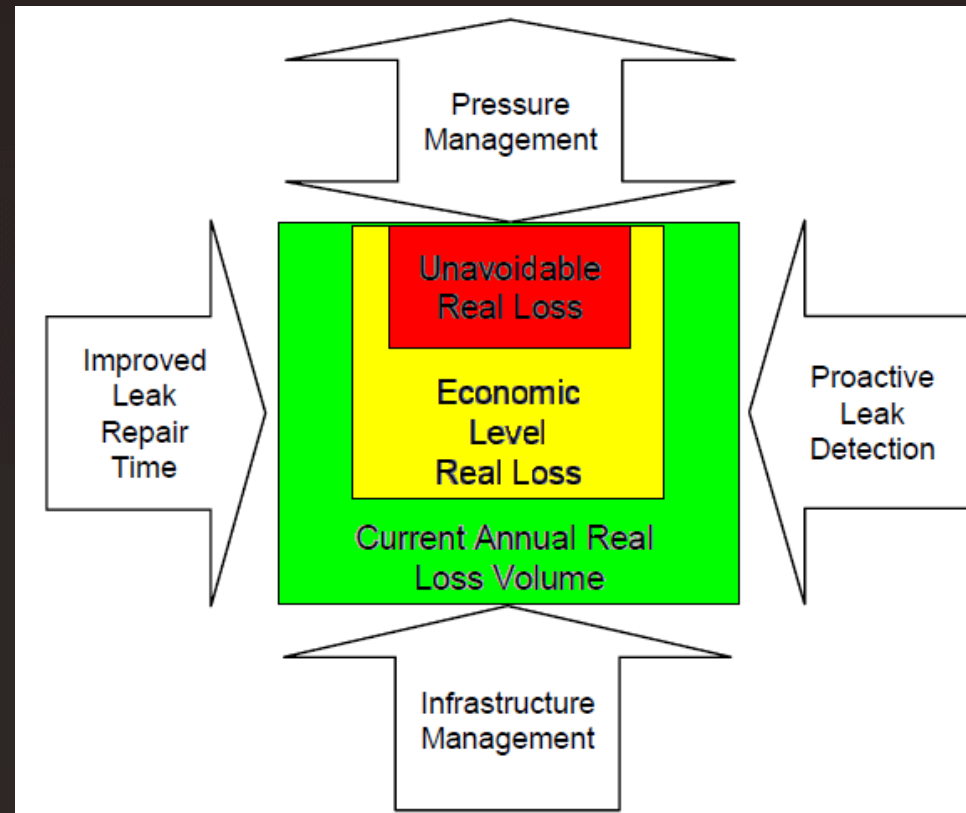 Pressure
Management
Unavoidable
Real Loss
Improved
Leak
Repair
Time
Economic
Level
Real Loss
Proactive
Leak
Detection
Current Annual Real
Loss Volume
Infrastructure
Management